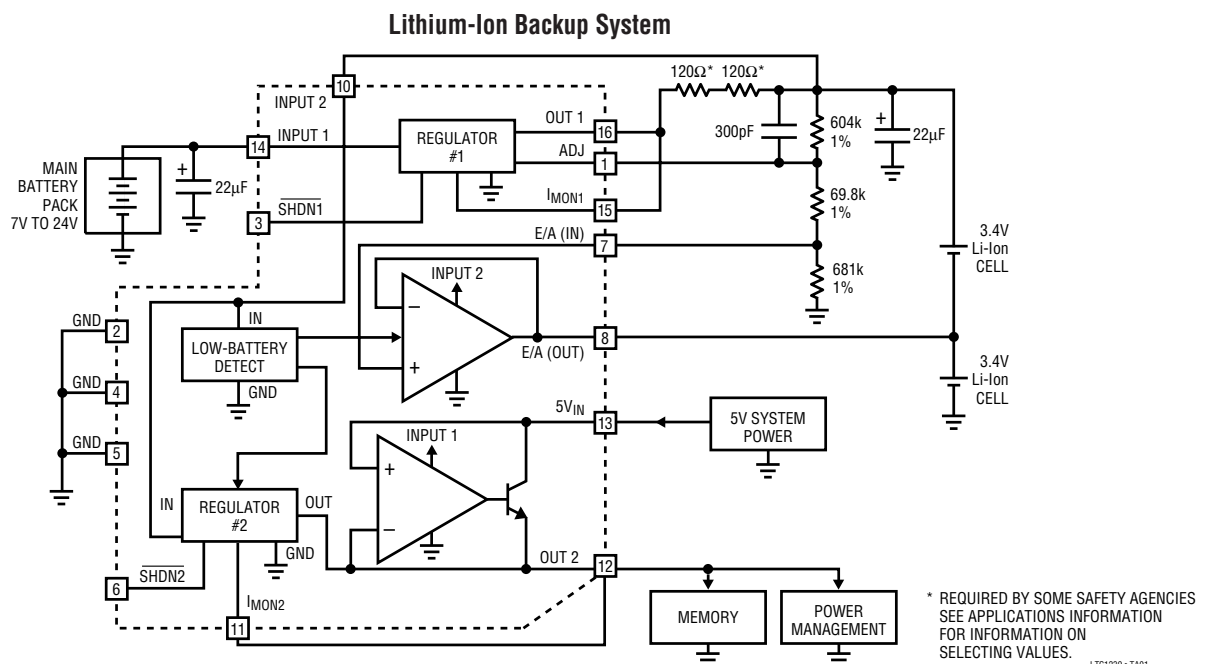 Lithium-Ion Backup System
120Ω* 120Ω*
10
INPUT 2
OUT 1
16
300pF
604k
1%
+
22µF
INPUT 1
14
REGULATOR
#1
ADJ
1
MAIN
BATTERY
PACK
7V TO 24V
+
22µF
SHDN1
3
IMON1
15
69.8k
1%
E/A (IN)
7
3.4V
Li-Ion
CELL
INPUT 2
–
+
681k
1%
GND
2
IN
LOW-BATTERY
DETECT
GND
8
E/A (OUT)
3.4V
Li-Ion
CELL
GND
4
5VIN
13
5V SYSTEM
POWER
GND
5
INPUT 1
+
–
IN
REGULATOR
#2
OUT
GND
OUT 2
12
SHDN2
6
IMON2
11
MEMORY
POWER
MANAGEMENT
* REQUIRED BY SOME SAFETY AGENCIES
SEE APPLICATIONS INFORMATION
FOR INFORMATION ON
SELECTING VALUES.